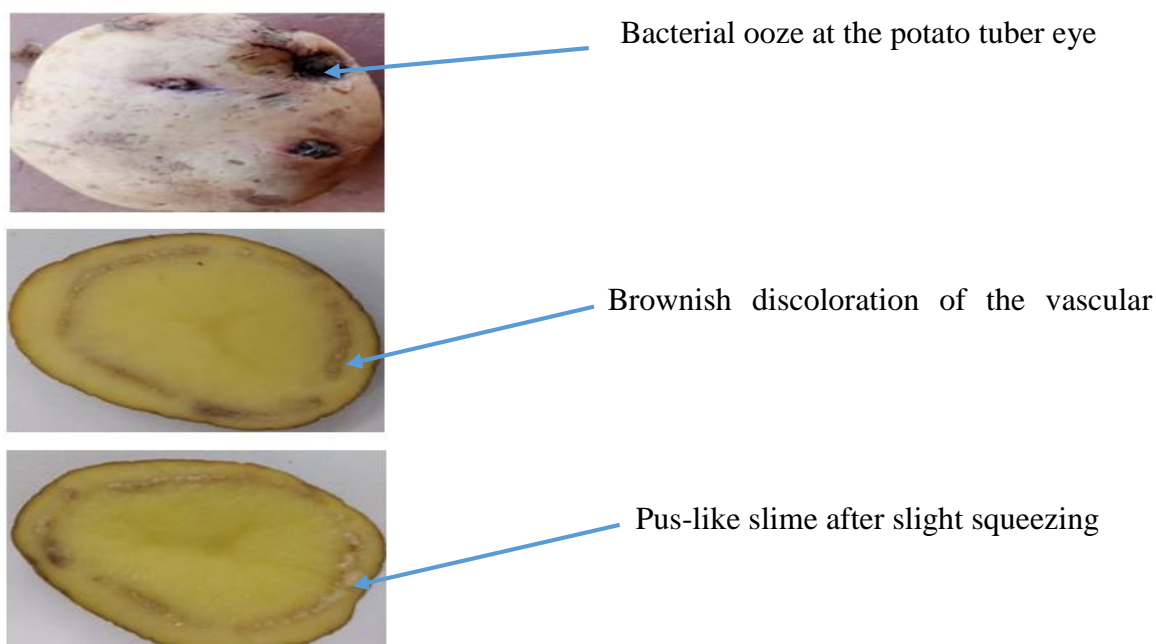 Bacterial ooze at the potato tuber eye
Brownish discoloration of the vascular
Pus-like slime after slight squeezing